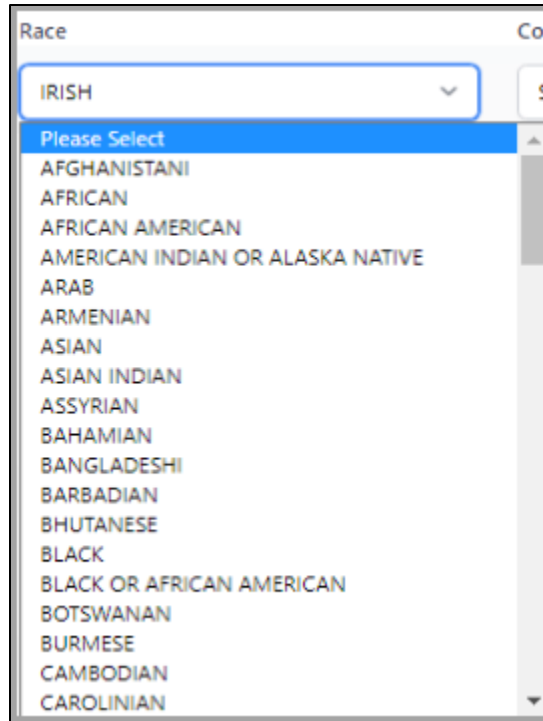 Race
Co
IRISH
$
Please Select
AFGHANISTANI
AFRICAN
AFRICAN AMERICAN
AMERICAN INDIAN OR ALASKA NATIVE
ARAB
ARMENIAN
ASIAN
ASIAN INDIAN
ASSYRIAN
BAHAMIAN
BANGLADESHI
BARBADIAN
BHUTANESE
BLACK
BLACK OR AFRICAN AMERICAN
BOTSWANAN
BURMESE
CAMBODIAN
CAROLINIAN